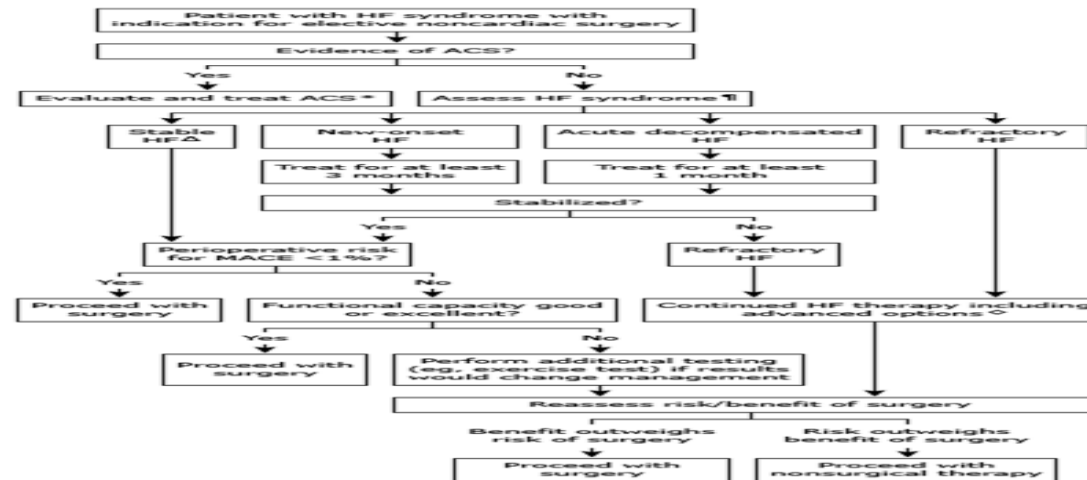 Patient with HF syndrome with
indication for elective noncardiac surgery
Evidence of ACS?
Yes
No
Evaluate and treat ACS*
Assess HF syndrome¶
Stable
HFΔ
New-onset
HF
Acute decompensated
HF
Refractory
HF
Treat for at least
3 months
Treat for at least
1 month
Stabilized?
Yes
No
Perioperative risk
for MACE <1%?
Refractory
HF
Yes
No
Proceed with
surgery
Functional capacity good
or excellent?
Continued HF therapy including
advanced options◊
Yes
No
Proceed with
surgery
Perform additional testing
(eg, exercise test) if results
would change management
Reassess risk/benefit of surgery
Benefit outweighs
risk of surgery
Risk outweighs
benefit of surgery
Proceed with
surgery
Proceed with
nonsurgical therapy